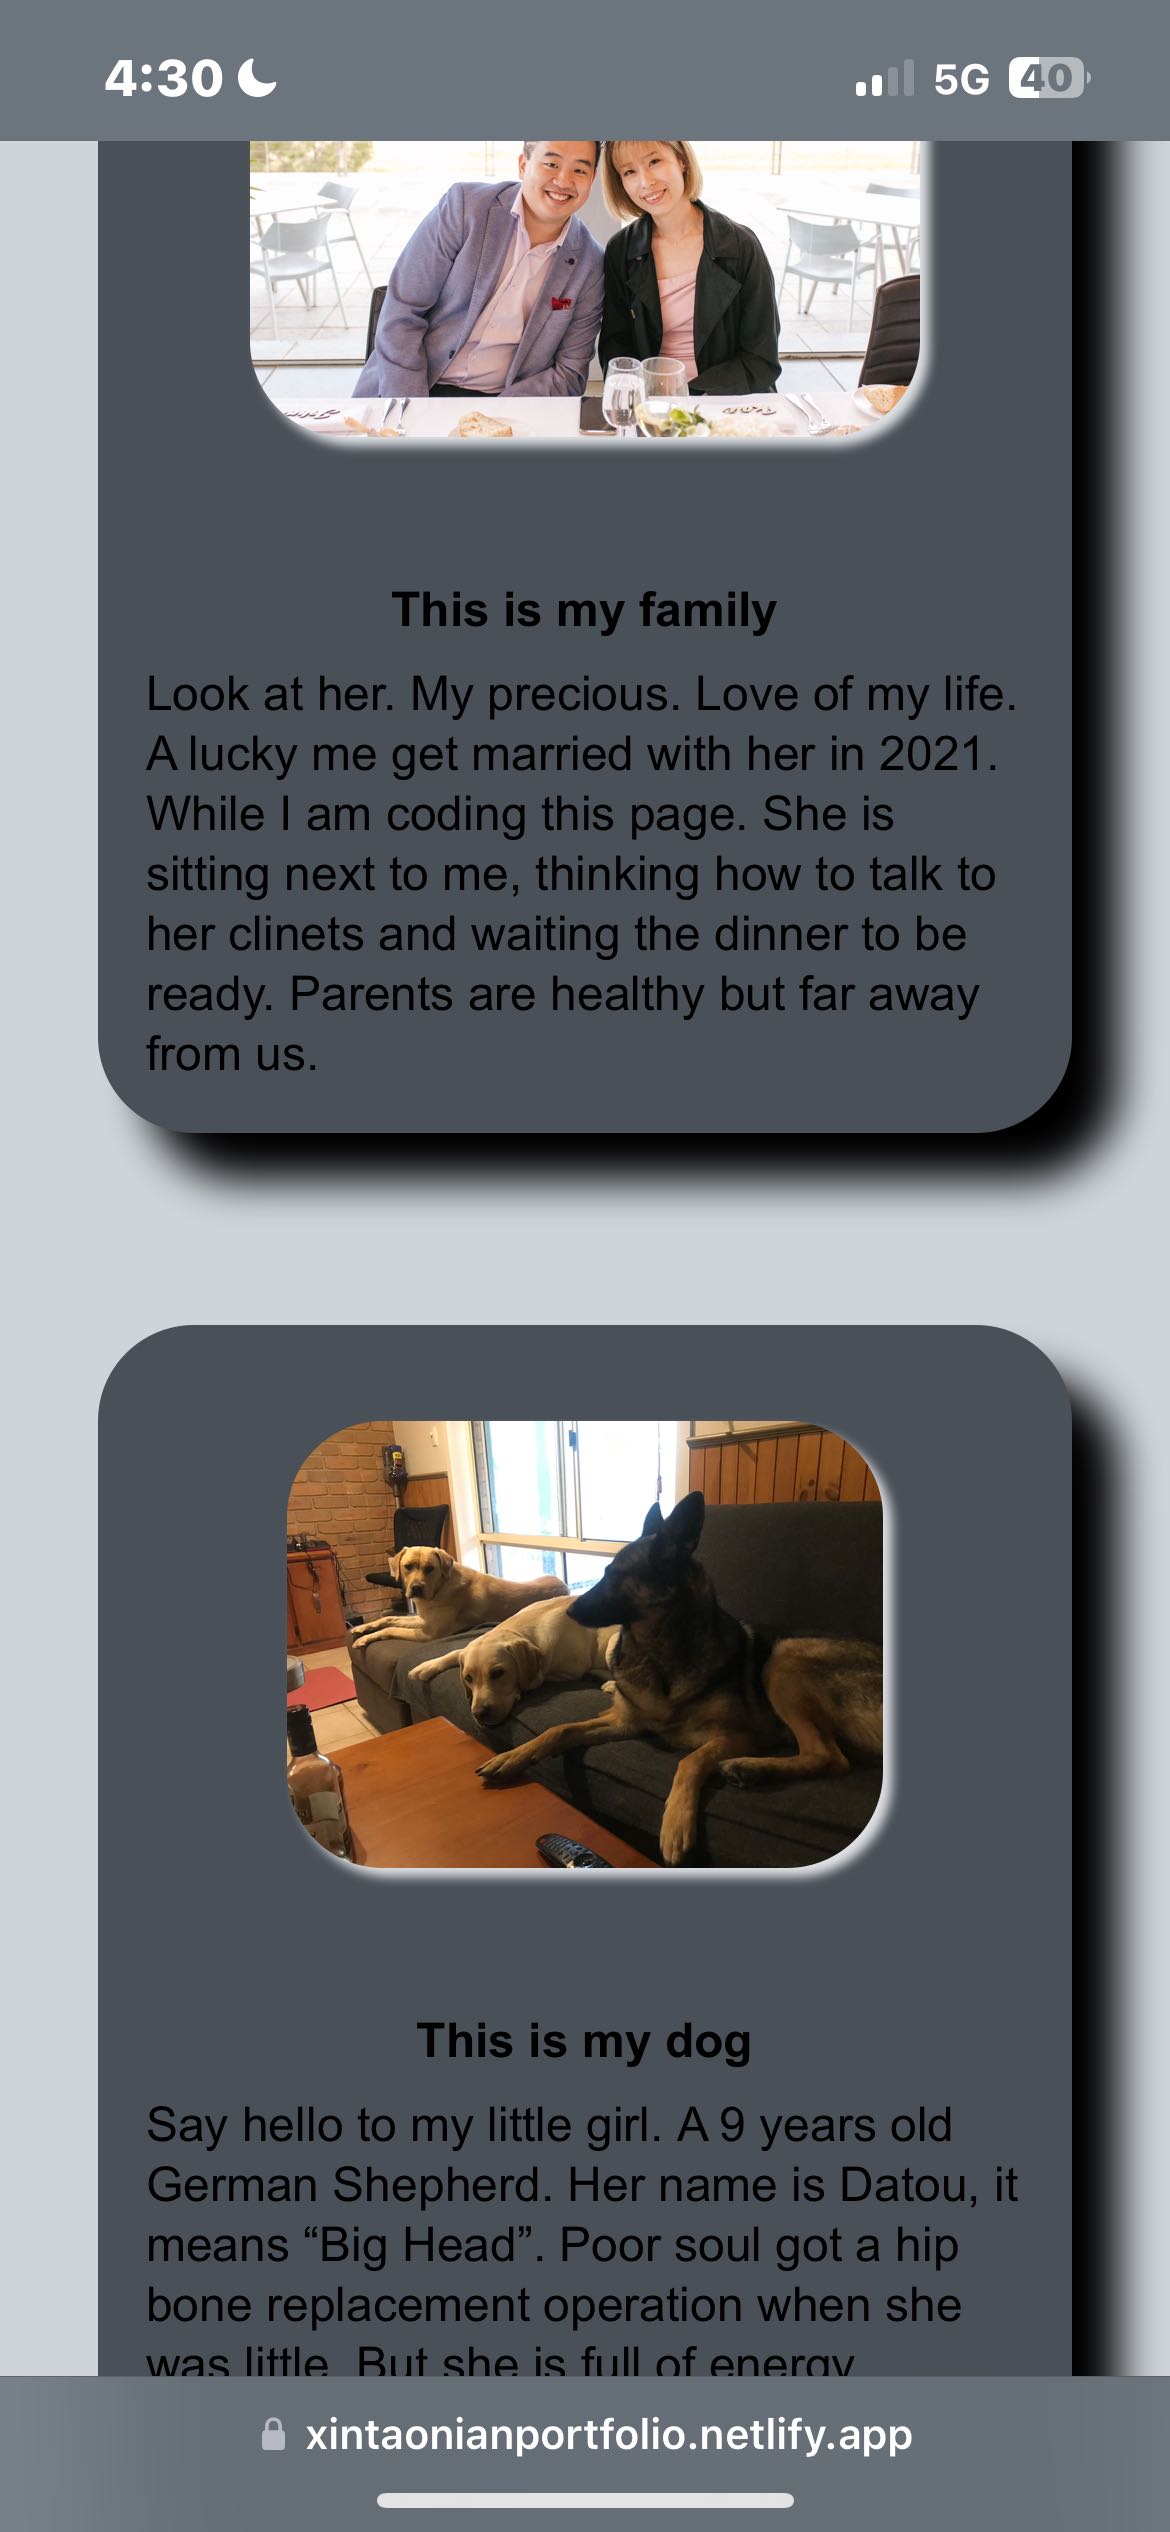 4:30
5G
40
This is my family
Look at her. My precious. Love of my life.
A lucky me get married with her in 2021.
While I am coding this page. She is
sitting next to me, thinking how to talk to
her clinets and waiting the dinner to be
ready. Parents are healthy but far away
from us.
This is my dog
Say hello to my little girl. A 9 years old
German Shepherd. Her name is Datou, it
means “Big Head”. Poor soul got a hip
bone replacement operation when she
was little. But she is full of energy
xintaonianportfolio.netlify.app